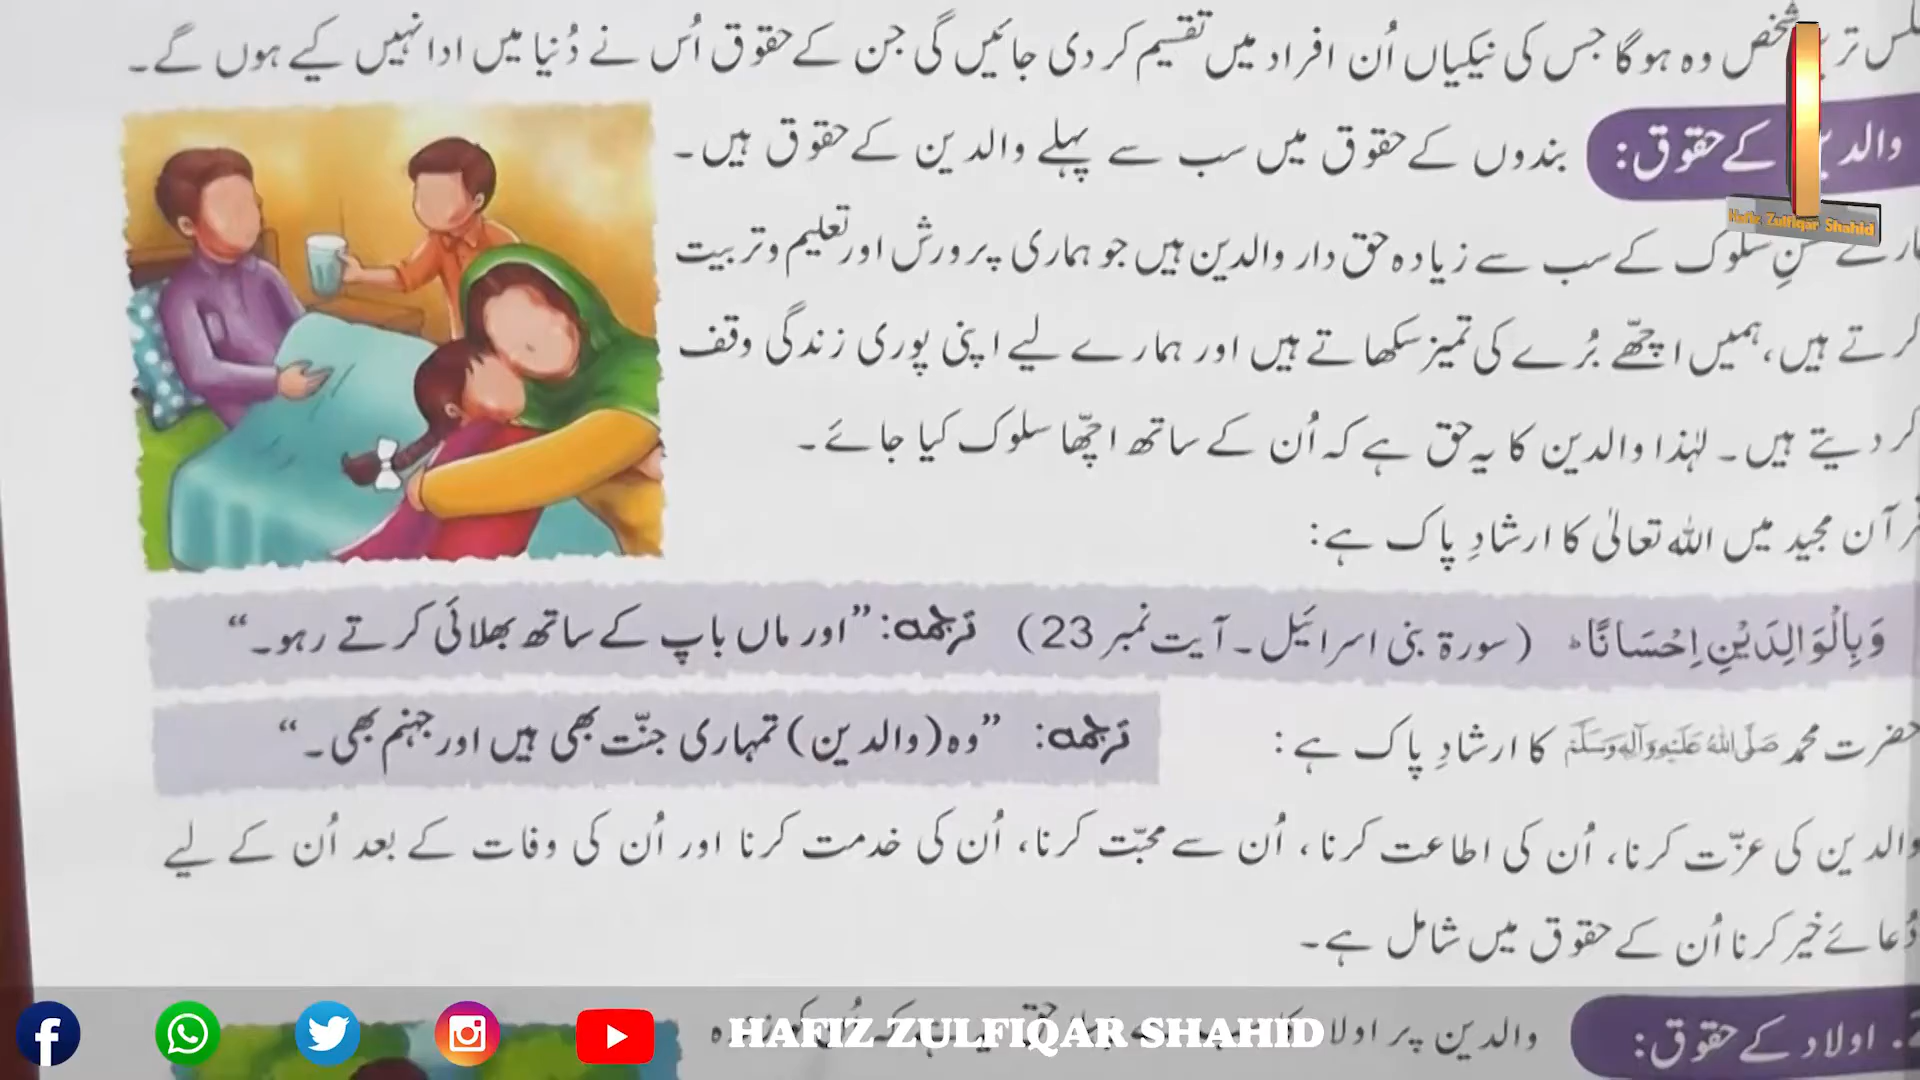 شخص وہ ہوگا جس کی نیکیاں اُن افراد میں تقسیم کر دی جائیں گی جن کے حقوق اُس نے دُنیا میں ادا نہیں کیے ہوں گے۔
والدین کے حقوق: بندوں کے حقوق میں سب سے پہلے والدین کے حقوق ہیں۔
Hafiz Zulfiqar Shahid
سلوک کے سب سے زیادہ حق دار والدین ہیں جو ہماری پرورش اور تعلیم و تربیت
کرتے ہیں، ہمیں اچھّے بُرے کی تمیز سکھاتے ہیں اور ہمارے لیے اپنی پوری زندگی وقف
کر دیتے ہیں۔ لہٰذا والدین کا یہ حق ہے کہ اُن کے ساتھ اچھّا سلوک کیا جائے۔
قرآن مجید میں اللہ تعالیٰ کا ارشادِ پاک ہے:
وَبِالْوَالِدَيْنِ اِحْسَانًا ؕ (سورۃ بنی اسرائیل۔ آیت نمبر 23) ترجمہ: ”اور ماں باپ کے ساتھ بھلائی کرتے رہو۔“
حضرت محمد صَلَّی اللہُ عَلَیْہِ وَآلِہٖ وَسَلَّمَ کا ارشادِ پاک ہے: ترجمہ: ”وہ (والدین) تمہاری جنّت بھی ہیں اور جہنم بھی۔“
والدین کی عزّت کرنا، اُن کی اطاعت کرنا، اُن سے محبّت کرنا، اُن کی خدمت کرنا اور اُن کی وفات کے بعد اُن کے لیے
دُعائے خیر کرنا اُن کے حقوق میں شامل ہے۔
اولاد کے حقوق: والدین پر اولاد
HAFIZ ZULFIQAR SHAHID